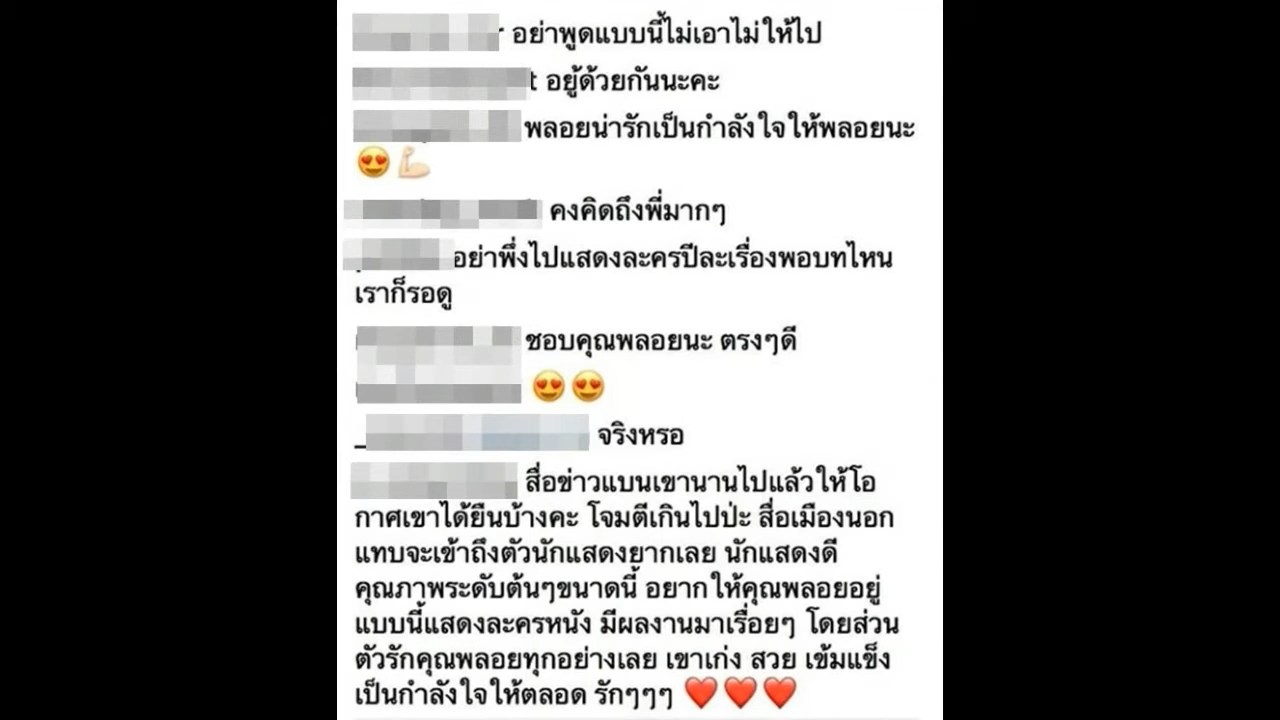 r อย่าพูดแบบนี้ไม่เอาไม่ให้ไป
t อยู้ด้วยกันนะคะ
พลอยน่ารักเป็นกำลังใจให้พลอยนะ
😍💪🏻
คงคิดถึงพี่มากๆ
อย่าพึ่งไปแสดงละครปีละเรื่องพอบทไหน
เราก็รอดู
ชอบคุณพลอยนะ ตรงๆดี
😍😍
_ จริงหรอ
สื่อข่าวแบนเขานานไปแล้วให้โอ
กาศเขาได้ยืนบ้างคะ โจมตีเกินไปป่ะ สื่อเมืองนอก
แทบจะเข้าถึงตัวนักแสดงยากเลย นักแสดงดี
คุณภาพระดับต้นๆขนาดนี้ อยากให้คุณพลอยอยู่
แบบนี้แสดงละครหนัง มีผลงานมาเรื่อยๆ โดยส่วน
ตัวรักคุณพลอยทุกอย่างเลย เขาเก่ง สวย เข้มแข็ง
เป็นกำลังใจให้ตลอด รักๆๆๆ ❤️❤️❤️